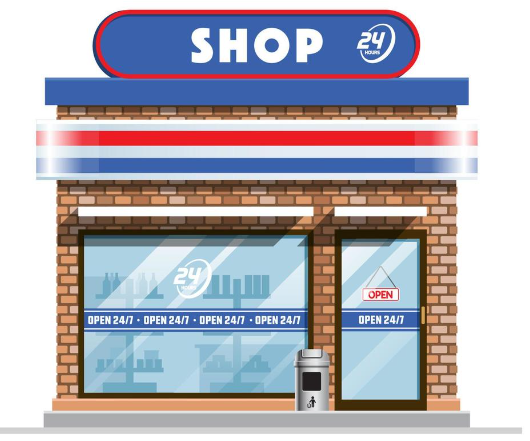 SHOP
24
HOURS
24
HOURS
OPEN
OPEN 24/7 • OPEN 24/7 • OPEN 24/7 • OPEN 24/7
OPEN 24/7